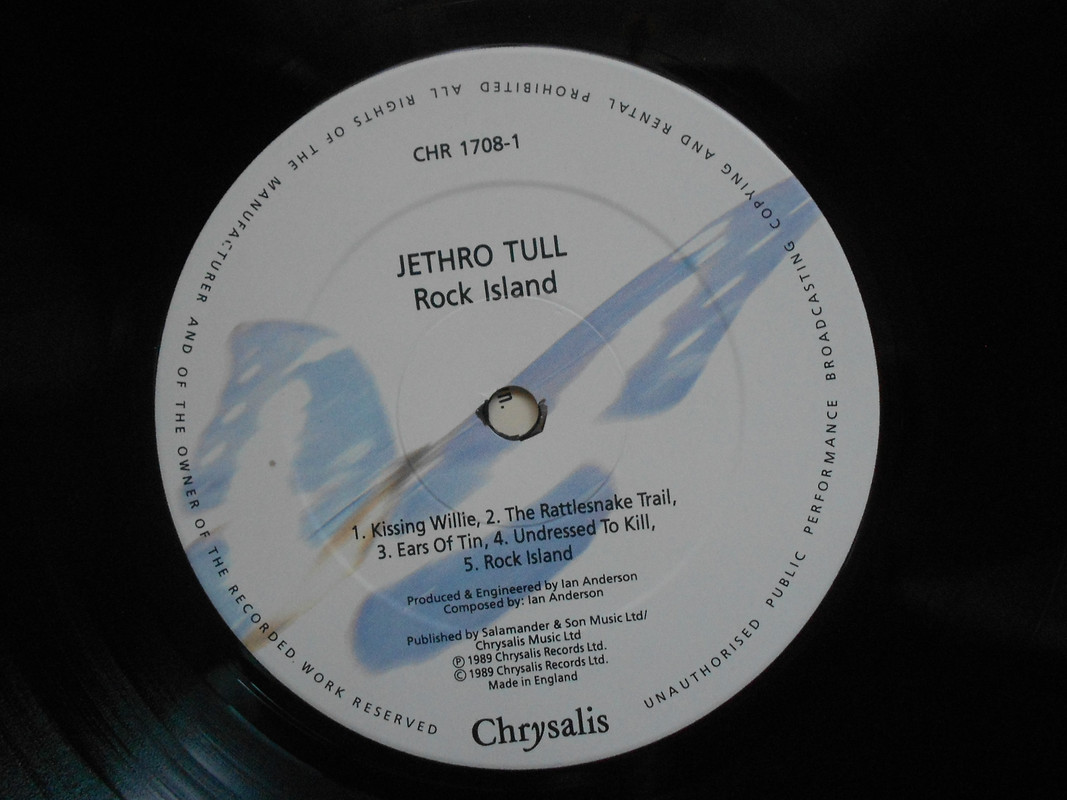 CHR 1708-1
JETHRO TULL
Rock Island
in.
1. Kissing Willie, 2. The Rattlesnake Trail,
3. Ears Of Tin, 4. Undressed To Kill,
5. Rock Island
Produced & Engineered by Ian Anderson
Composed by: Ian Anderson
Published by Salamander & Son Music Ltd/
Chrysalis Music Ltd
℗ 1989 Chrysalis Records Ltd.
© 1989 Chrysalis Records Ltd.
Made in England
Chrysalis
UNAUTHORISED PUBLIC PERFORMANCE BROADCASTING COPYING AND RENTAL PROHIBITED ALL RIGHTS OF THE MANUFACTURER AND OF THE OWNER OF THE RECORDED. WORK RESERVED